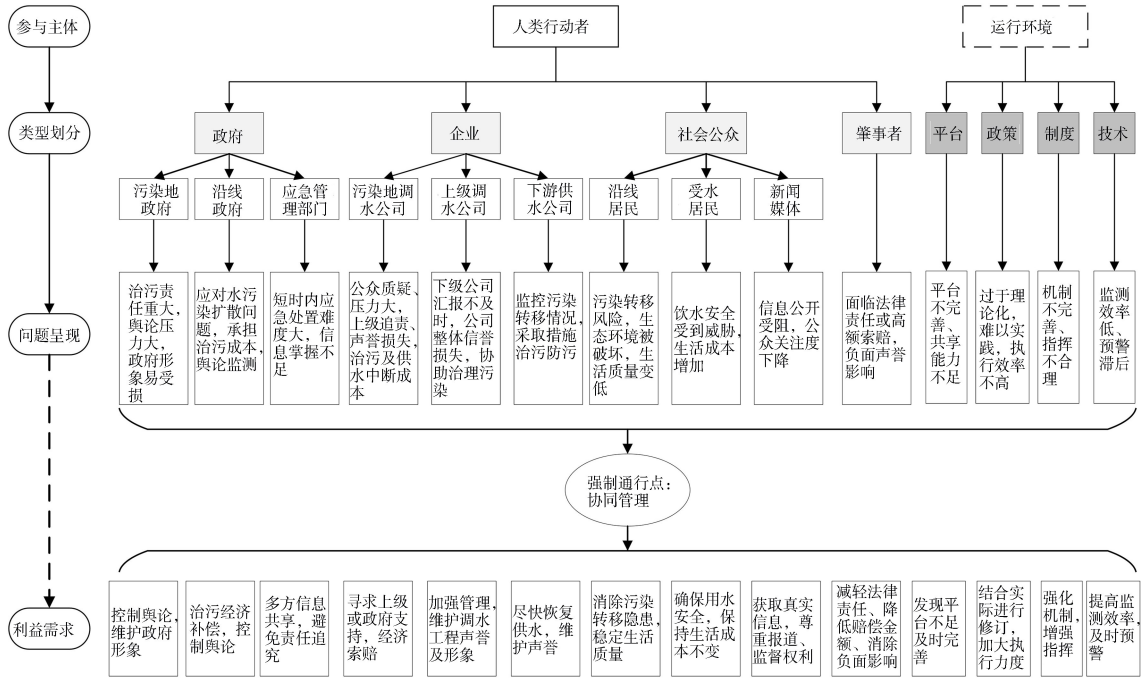 参与主体
人类行动者
运行环境
类型划分
政府
企业
社会公众
肇事者
平台
政策
制度
技术
污染地
政府
沿线
政府
应急管
理部门
污染地调
水公司
上级调
水公司
下游供
水公司
沿线
居民
受水
居民
新闻
媒体
问题呈现
治污责
任重大,
舆论压
力大,
政府形
象易受
损
应对水污
染扩散问
题，承担
治污成本,
舆论监测
短时内应
急处置难
度大，信
息掌握不
足
公众质疑、
压力大，
上级追责、
声誉损失,
治污及供
水中断成
本
下级公司
汇报不及
时，公司
整体信誉
损失，协
助治理污
染
监控污染
转移情况,
采取措施
治污防污
污染转移
风险，生
态环境被
破坏，生
活质量变
低
饮水安全
受到威胁,
生活成本
增加
信息公开
受阻，公
众关注度
下降
面临法律
责任或高
额索赔，
负面声誉
影响
平台
不完
善、
共享
能力
不足
过于理
论化，
难以实
践，执
行效率
不高
机制
不完
善、
指挥
不合
理
监测
效率
低、
预警
滞后
强制通行点：
协同管理
利益需求
控制舆论,
维护政府
形象
治污经济
补偿，控
制舆论
多方信息
共享，避
免责任追
究
寻求上级
或政府支
持，经济
索赔
加强管理,
维护调水
工程声誉
及形象
尽快恢复
供水，维
护声誉
消除污染
转移隐患,
稳定生活
质量
确保用水
安全，保
持生活成
本不变
获取真实
信息，尊
重报道、
监督权利
减轻法律
责任、降
低赔偿金
额、消除
负面影响
发现平
台不足
及时完
善
结合实
际进行
修订，
加大执
行力度
强化
机制,
增强
指挥
提高监
测效率,
及时预
警